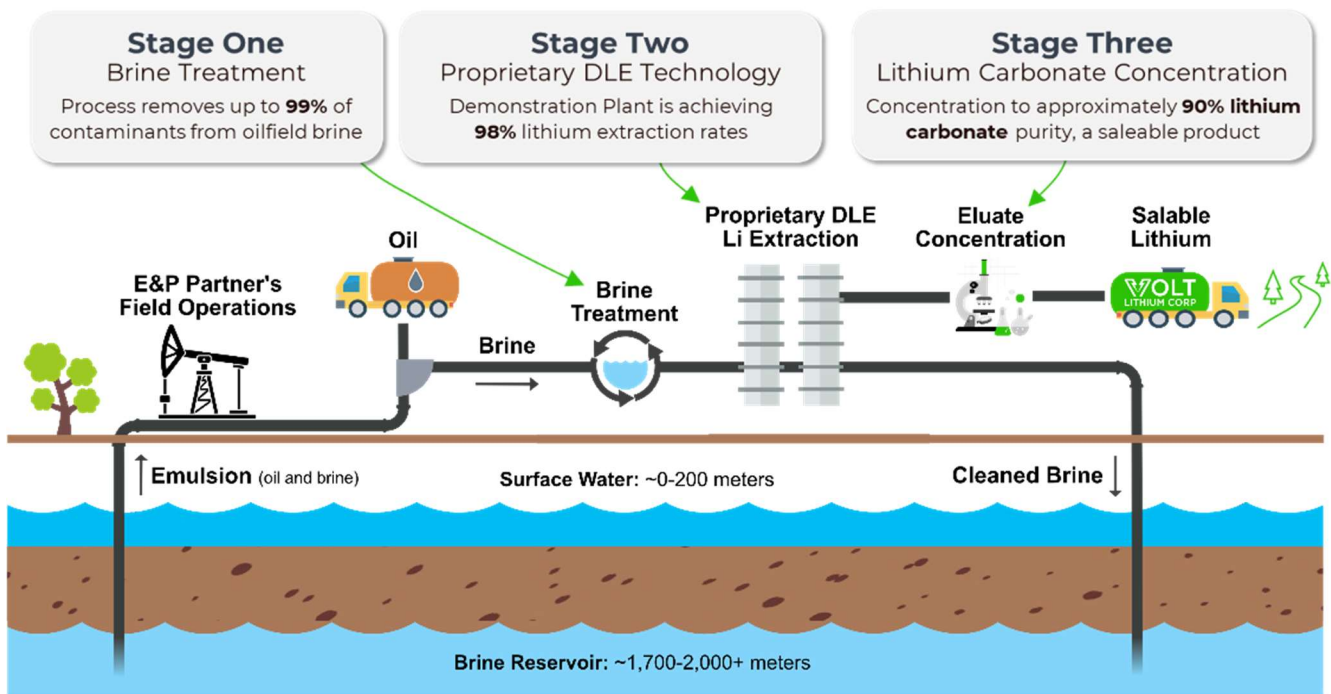 Stage One
Brine Treatment
Process removes up to 99% of
contaminants from oilfield brine
Stage Two
Proprietary DLE Technology
Demonstration Plant is achieving
98% lithium extraction rates
Stage Three
Lithium Carbonate Concentration
Concentration to approximately 90% lithium
carbonate purity, a saleable product
E&P Partner's
Field Operations
Oil
Brine
Brine
Treatment
Proprietary DLE
Li Extraction
Eluate
Concentration
Salable
Lithium
VOLT
LITHIUM CORP
Emulsion (oil and brine)
Surface Water: ~0-200 meters
Cleaned Brine
Brine Reservoir: ~1,700-2,000+ meters